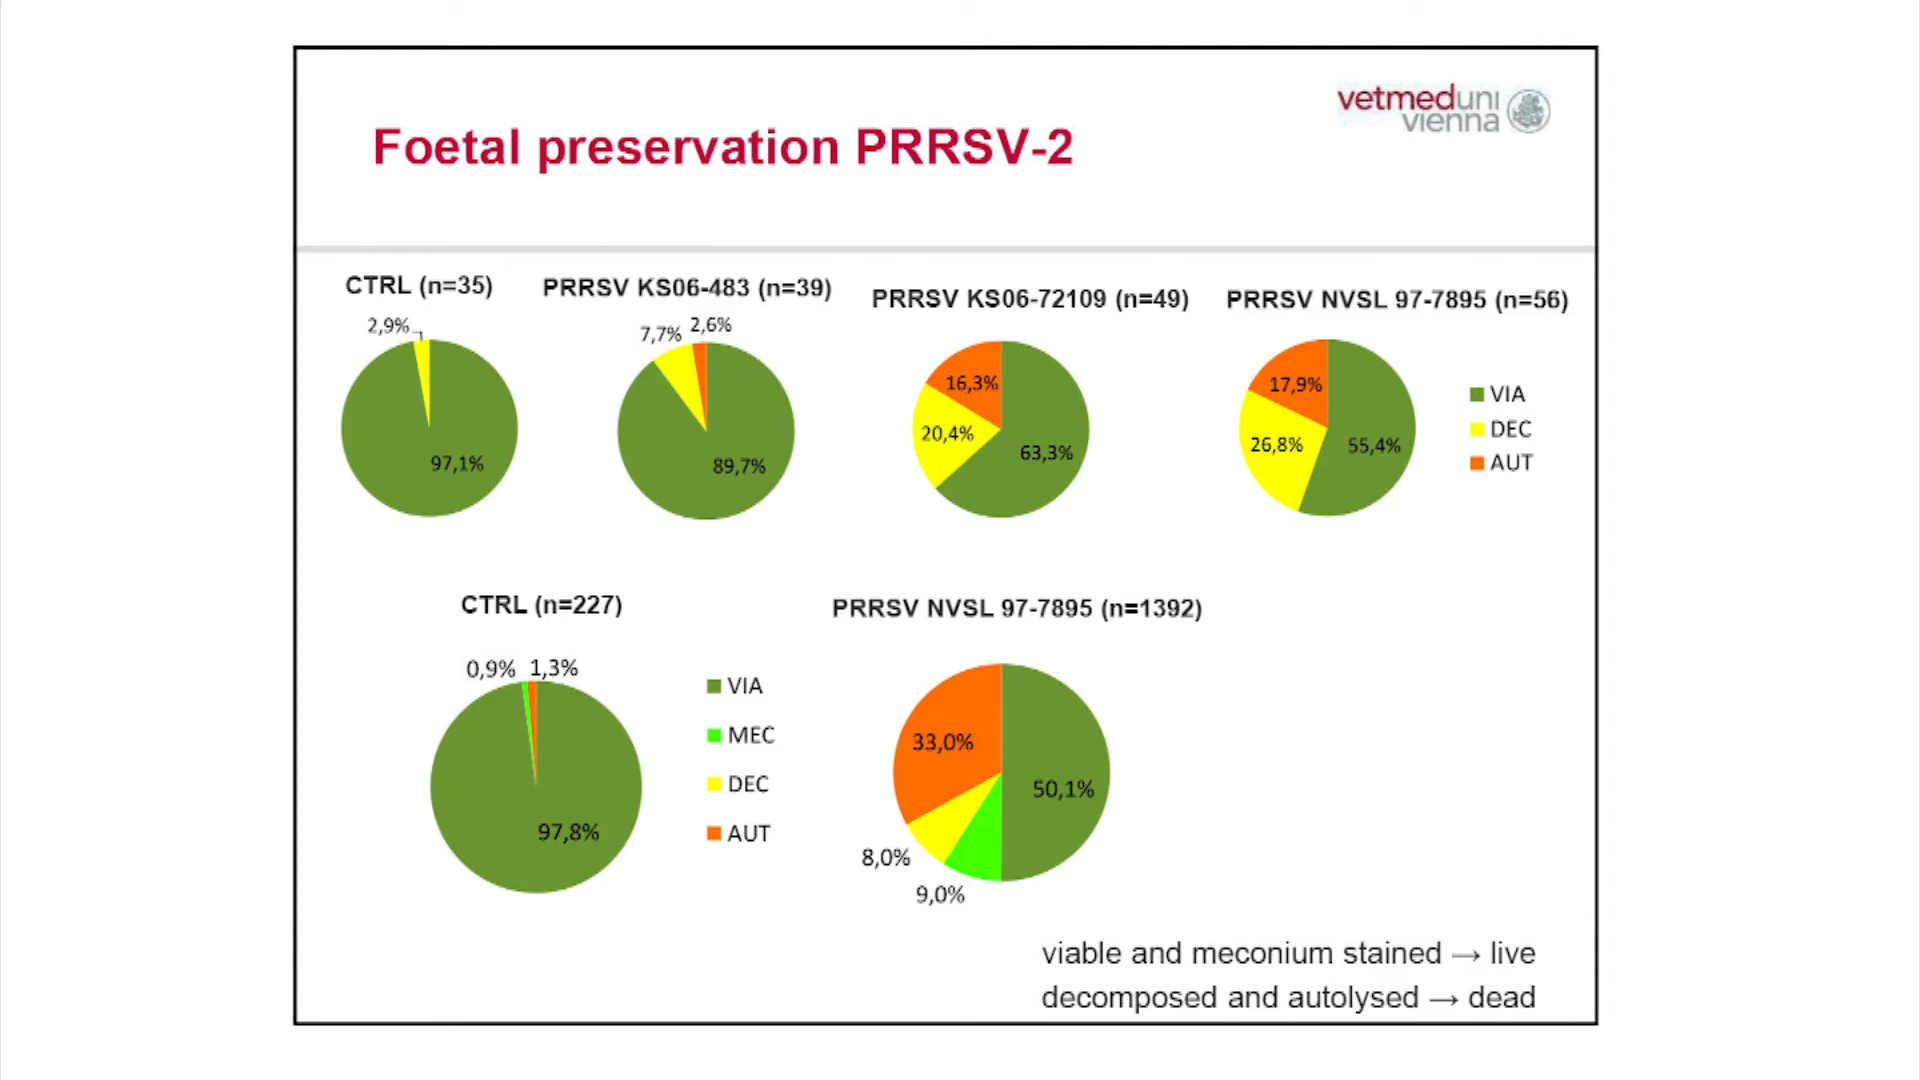 vetmeduni
vienna
Foetal preservation PRRSV-2
CTRL (n=35)
PRRSV KS06-483 (n=39)
PRRSV KS06-72109 (n=49)
PRRSV NVSL 97-7895 (n=56)
2,9%
97,1%
7,7%
2,6%
89,7%
16,3%
20,4%
63,3%
17,9%
26,8%
55,4%
VIA
DEC
AUT
CTRL (n=227)
PRRSV NVSL 97-7895 (n=1392)
0,9%
1,3%
97,8%
VIA
MEC
DEC
AUT
33,0%
50,1%
8,0%
9,0%
viable and meconium stained → live
decomposed and autolysed → dead